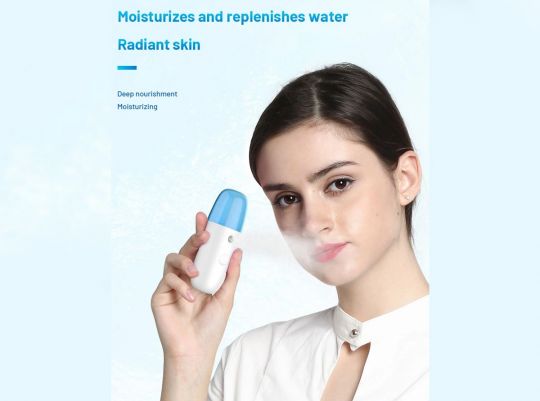 Moisturizes and replenishes water
Radiant skin
Deep nourishment
Moisturizing